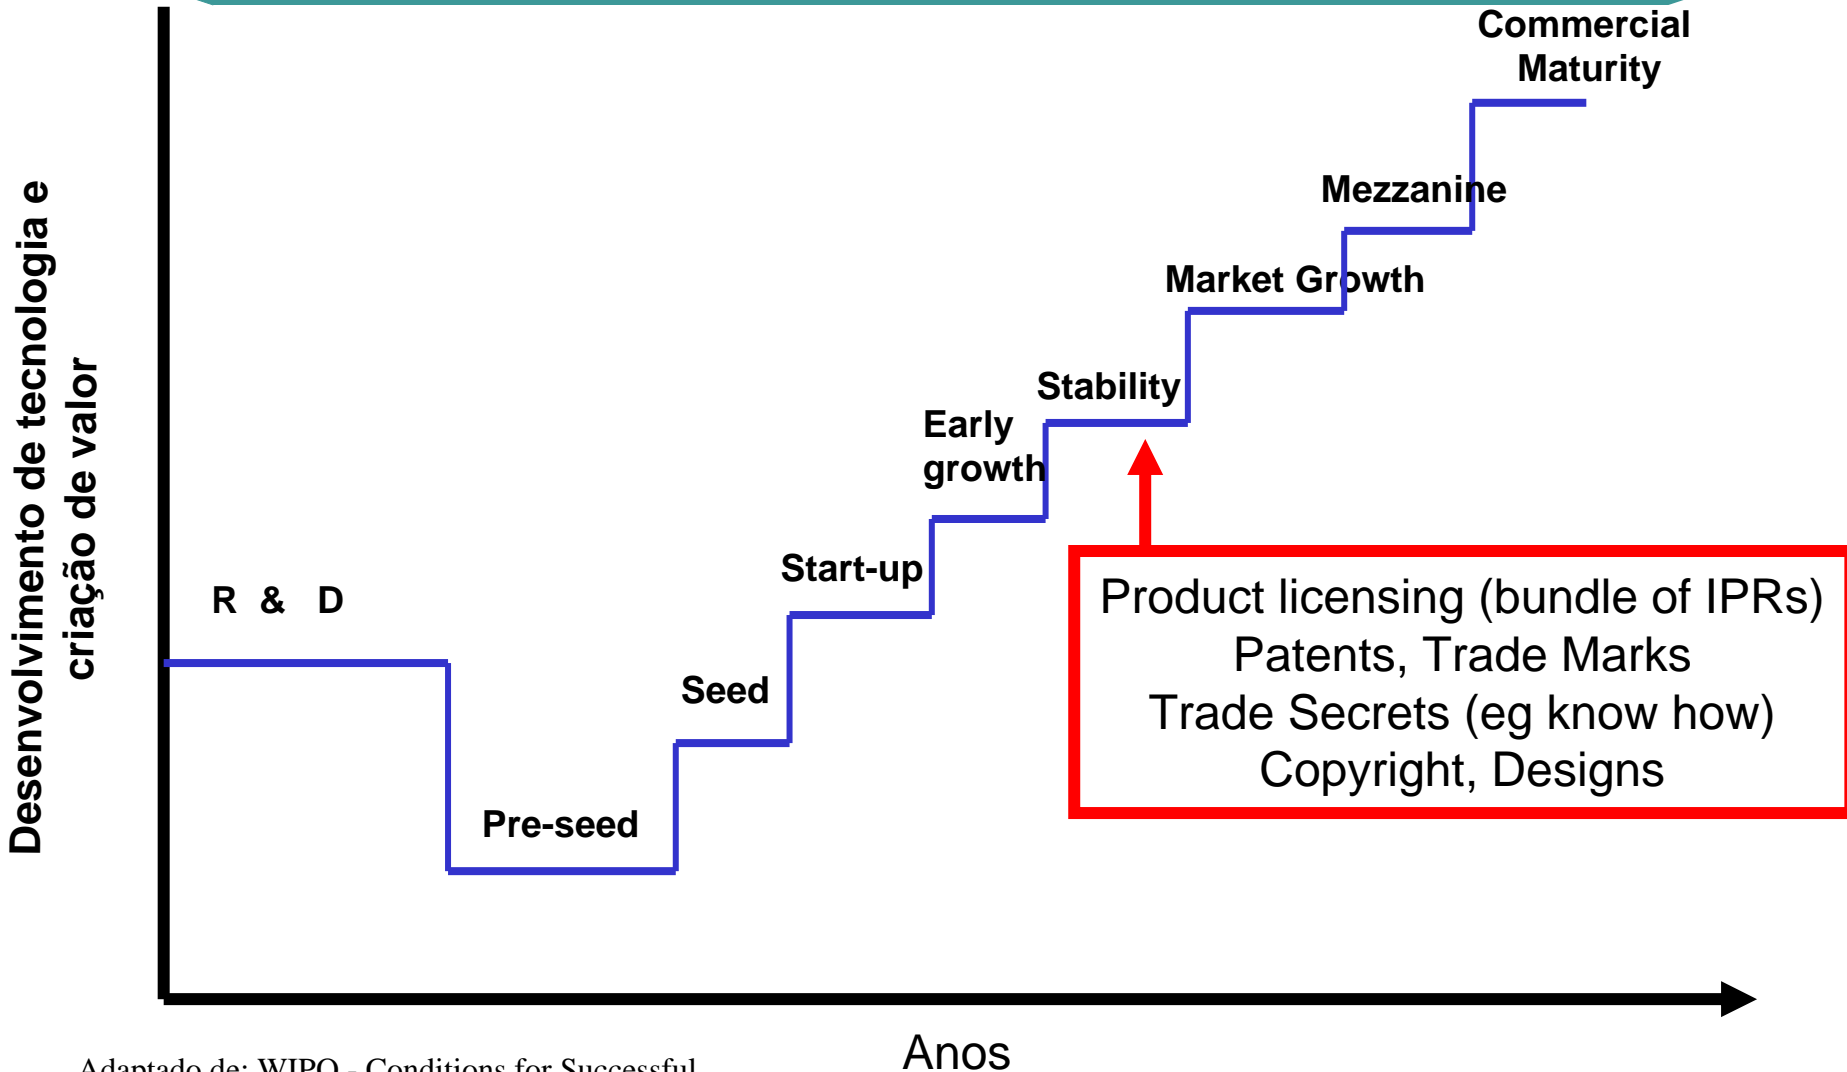 Commercial
Maturity
Mezzanine
Market Growth
Stability
Early
growth
Start-up
R & D
Seed
Pre-seed
Desenvolvimento de tecnologia e
criação de valor
Product licensing (bundle of IPRs)
Patents, Trade Marks
Trade Secrets (eg know how)
Copyright, Designs
Anos
Adaptado de: WIPO - Conditions for Successful